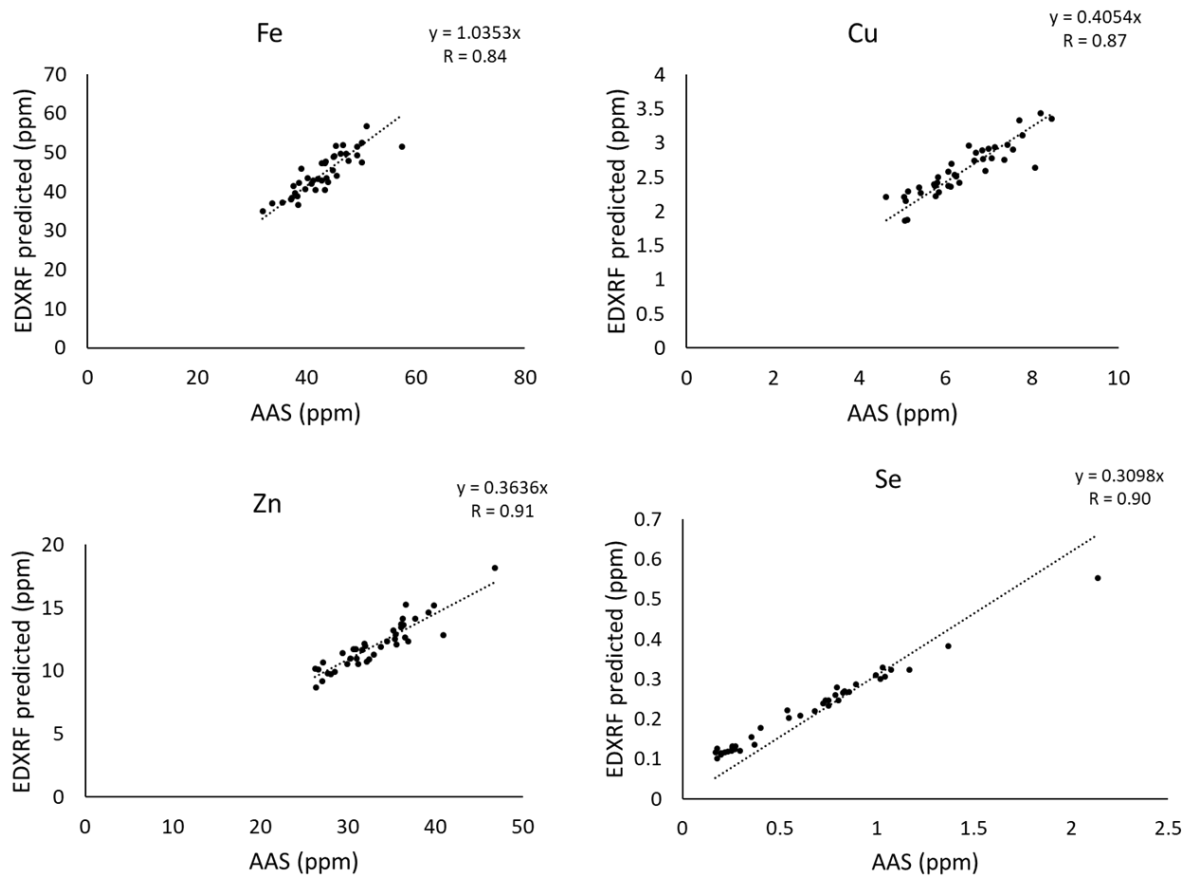 Fe
y = 1.0353x
R = 0.84
70
60
50
40
30
20
10
0
EDXRF predicted (ppm)
0 20 40 60 80
AAS (ppm)
Cu
y = 0.4054x
R = 0.87
4
3.5
3
2.5
2
1.5
1
0.5
0
EDXRF predicted (ppm)
0 2 4 6 8 10
AAS (ppm)
Zn
y = 0.3636x
R = 0.91
20
15
10
5
0
EDXRF predicted (ppm)
0 10 20 30 40 50
AAS (ppm)
Se
y = 0.3098x
R = 0.90
0.7
0.6
0.5
0.4
0.3
0.2
0.1
0
EDXRF predicted (ppm)
0 0.5 1 1.5 2 2.5
AAS (ppm)